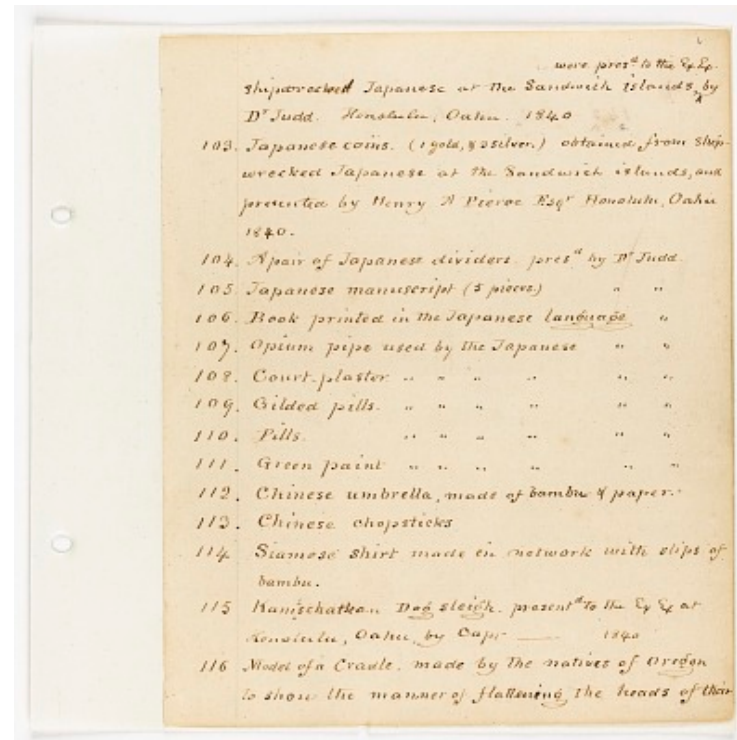 were pres.d to the Ex. Ex.
shipwrecked Japanese at the Sandwich islands, by
Dr Judd. Honolulu, Oahu. 1840
103. Japanese coins. (1 gold, & 2 silver.) obtained from ship-
wrecked Japanese at the Sandwich islands, and
presented by Henry A Pierce Esqr Honolulu, Oahu
1840.
104. A pair of Japanese dividers. presd by Dr Judd
105 Japanese manuscript (5 pieces.) " "
106. Book printed in the Japanese language "
107. Opium pipe used by the Japanese " "
108. Court-plaster " " " " " "
109. Gilded pills. " " " " " "
110. Pills. " " " " " "
111. Green paint " " " " " "
112. Chinese umbrella, made of bambu & paper.
113. Chinese chopsticks
114. Siamese shirt made in network with slips of
bambu.
115 Kamschatkan Dog sleigh. presentd to the Ex Ex at
Honolulu, Oahu, by Capt —— 1840
116 Model of a Cradle. made by the natives of Oregon
to show the manner of flattening the heads of their